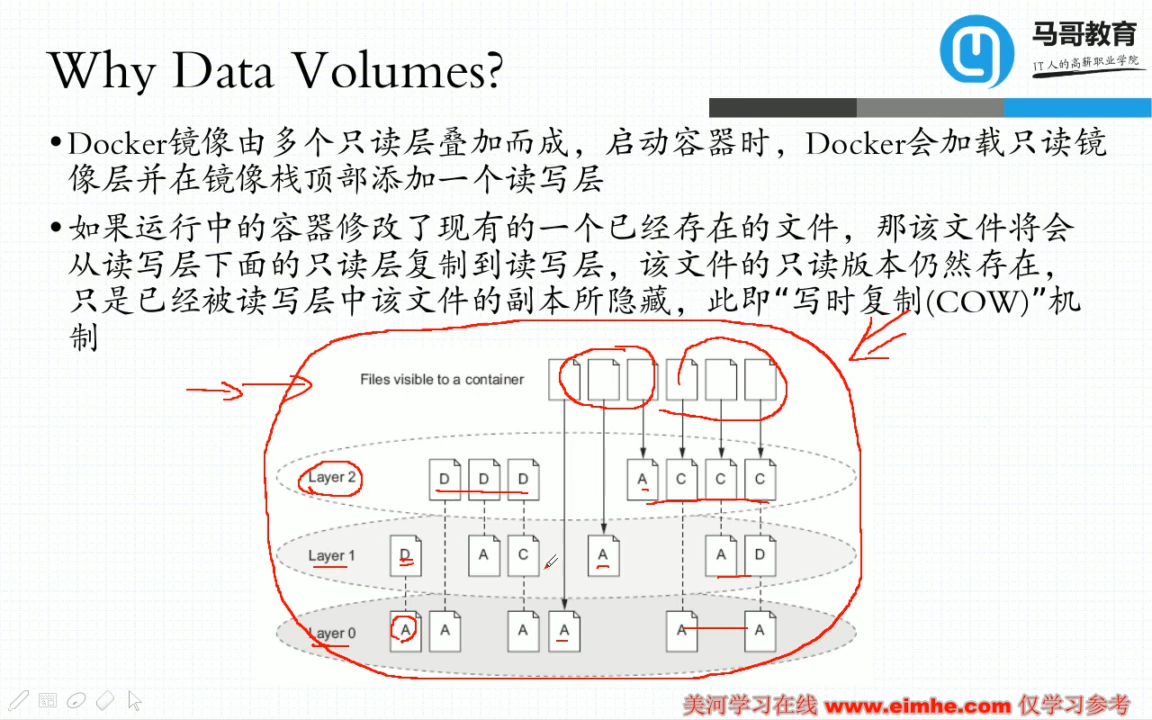 Why Data Volumes?
马哥教育
IT人的高薪职业学院
•Docker镜像由多个只读层叠加而成，启动容器时，Docker会加载只读镜
像层并在镜像栈顶部添加一个读写层
•如果运行中的容器修改了现有的一个已经存在的文件，那该文件将会
从读写层下面的只读层复制到读写层，该文件的只读版本仍然存在，
只是已经被读写层中该文件的副本所隐藏，此即“写时复制(COW)”机
制
Files visible to a container
Layer 2 D D D A C C C
Layer 1 D A C A A D
Layer 0 A A A A A A
美河学习在线 www.eimhe.com 仅学习参考